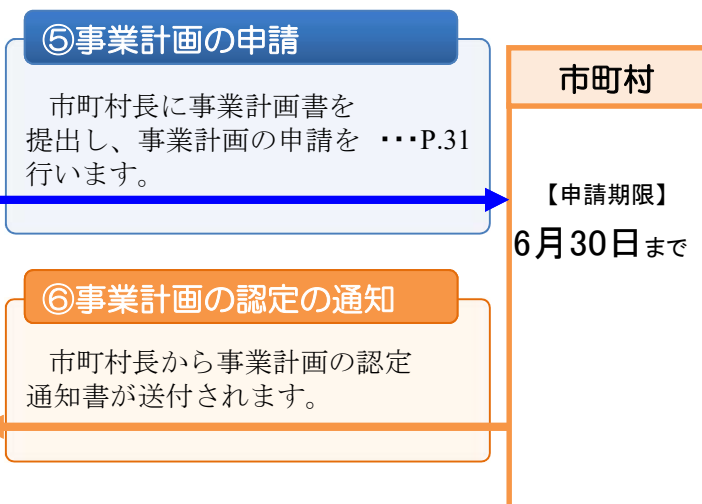 ⑤事業計画の申請
市町村長に事業計画書を
提出し、事業計画の申請を ・・・P.31
行います。
市町村
【申請期限】
6月30日まで
⑥事業計画の認定の通知
市町村長から事業計画の認定
通知書が送付されます。